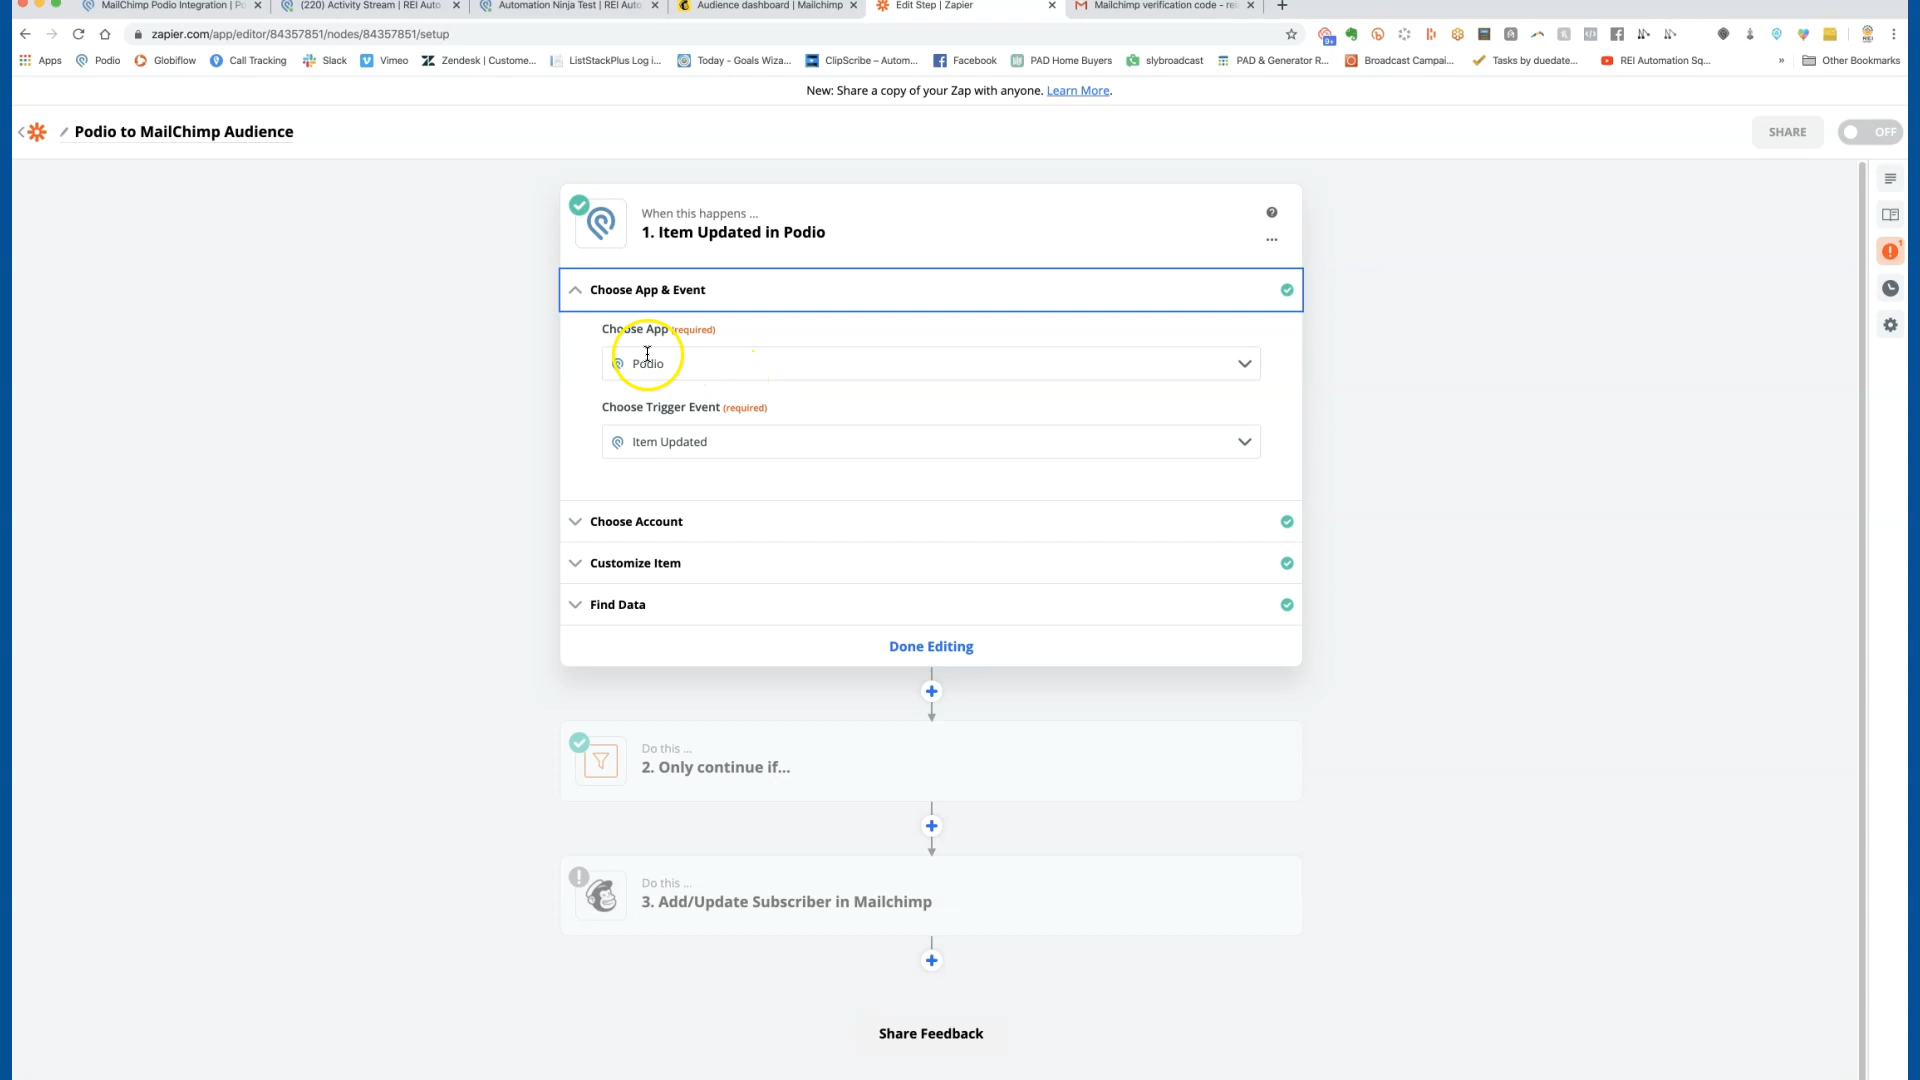 MailChimp Podio Integration | Po
(220) Activity Stream | REI Auto
Automation Ninja Test | REI Auto
Audience dashboard | Mailchimp
Edit Step | Zapier
Mailchimp verification code - rei
zapier.com/app/editor/84357851/nodes/84357851/setup
9+
Apps
Podio
Globiflow
Call Tracking
Slack
Vimeo
Zendesk | Custome...
ListStackPlus Log i...
Today - Goals Wiza...
ClipScribe – Autom...
Facebook
PAD Home Buyers
slybroadcast
PAD & Generator R...
Broadcast Campai...
Tasks by duedate...
REI Automation Sq...
»
Other Bookmarks
New: Share a copy of your Zap with anyone. Learn More.
Podio to MailChimp Audience
SHARE
OFF
When this happens ...
1. Item Updated in Podio
Choose App & Event
Choose App (required)
Podio
Choose Trigger Event (required)
Item Updated
Choose Account
Customize Item
Find Data
Done Editing
Do this ...
2. Only continue if...
Do this ...
3. Add/Update Subscriber in Mailchimp
Share Feedback